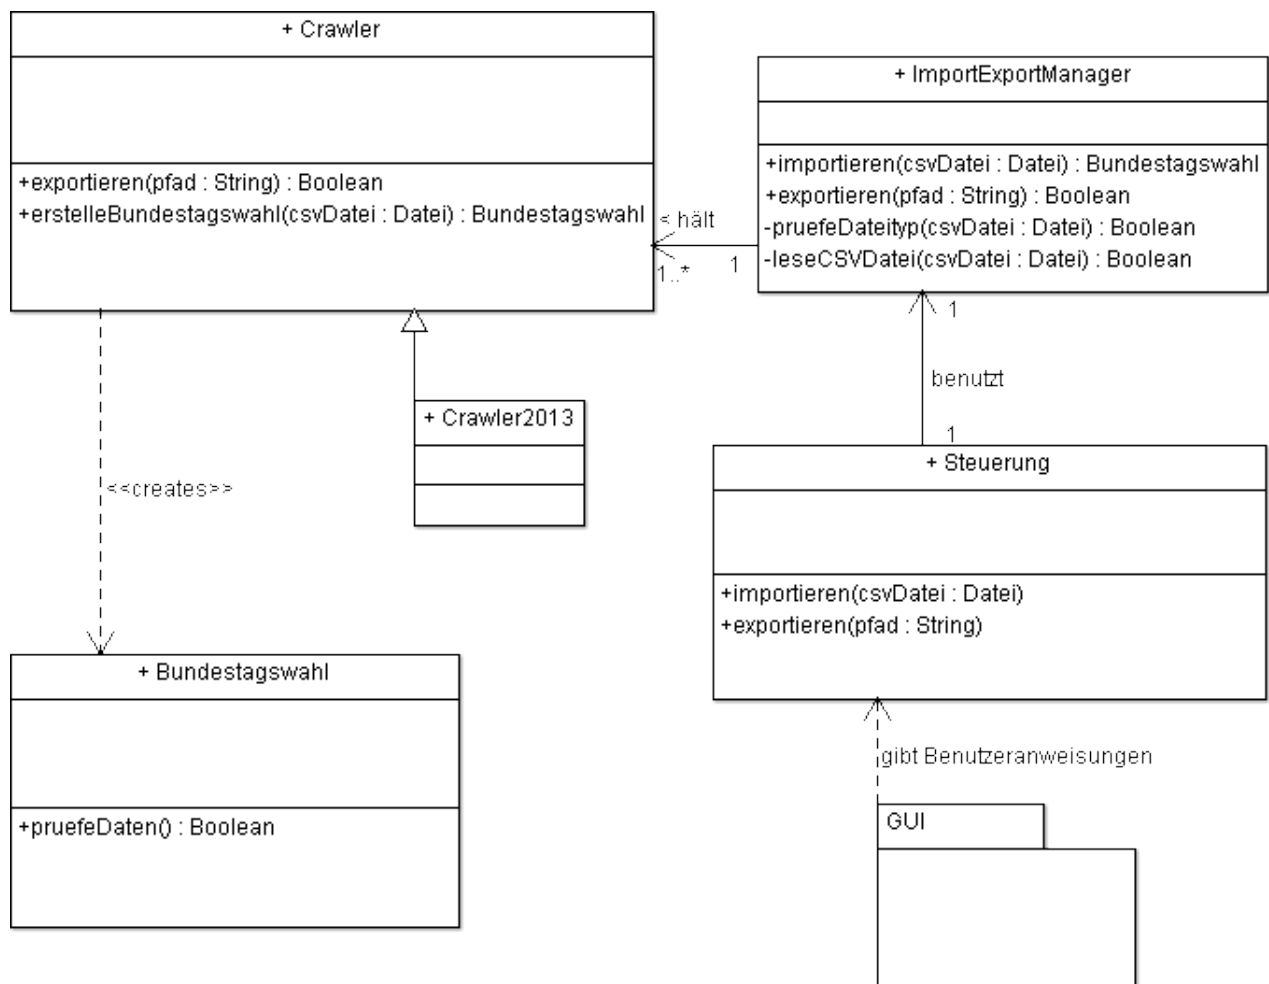 + Crawler
+exportieren(pfad : String) : Boolean
+erstelleBundestagswahl(csvDatei : Datei) : Bundestagswahl
+ ImportExportManager
+importieren(csvDatei : Datei) : Bundestagswahl
+exportieren(pfad : String) : Boolean
-pruefeDateityp(csvDatei : Datei) : Boolean
-leseCSVDatei(csvDatei : Datei) : Boolean
< hält
1..*
1
1
benutzt
1
+ Crawler2013
<<creates>>
+ Steuerung
+importieren(csvDatei : Datei)
+exportieren(pfad : String)
+ Bundestagswahl
+pruefeDaten() : Boolean
gibt Benutzeranweisungen
GUI